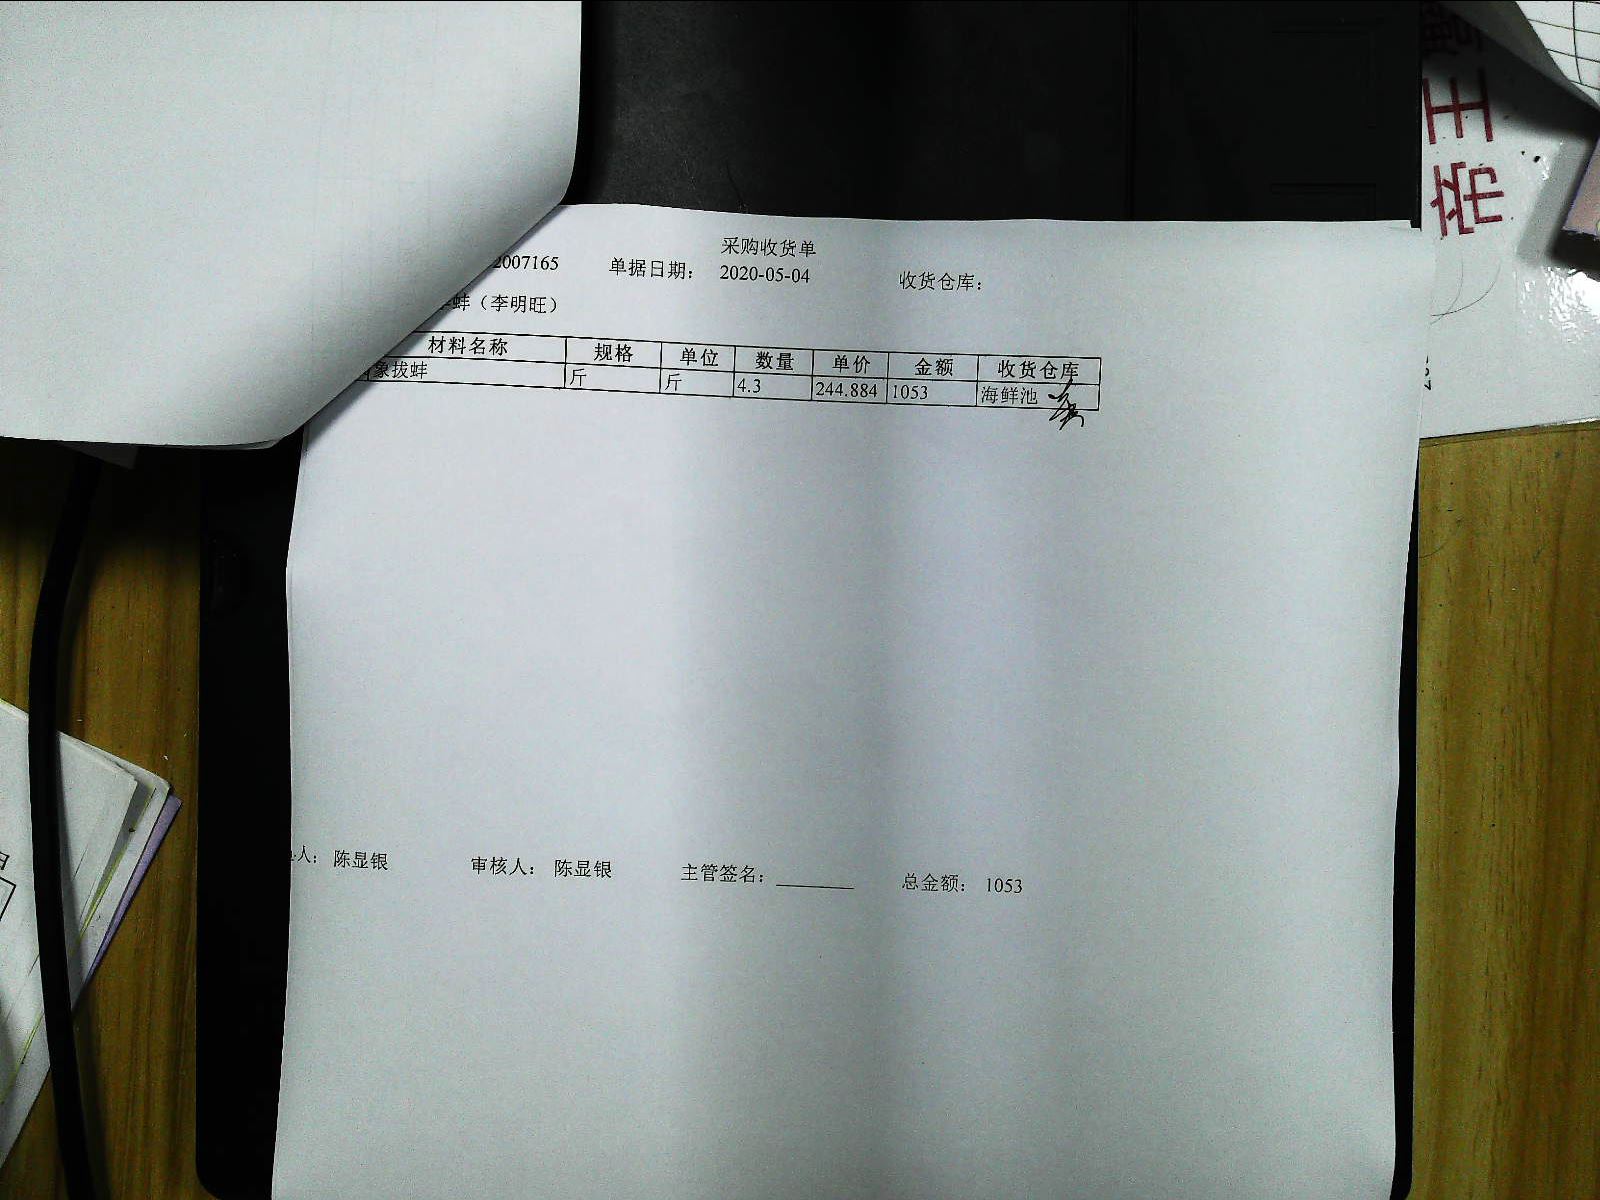 采购收货单
2007165 单据日期： 2020-05-04 收货仓库：
蚌（李明旺）
材料名称 规格 单位 数量 单价 金额 收货仓库
象拔蚌 斤 斤 4.3 244.884 1053 海鲜池
人： 陈显银 审核人： 陈显银 主管签名： 总金额： 1053
帝王